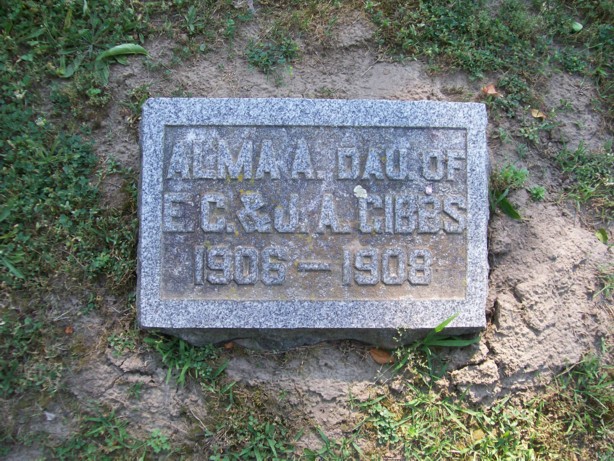 ALMA A. DAU. OF
E. C. & J. A. GIBBS
1906 — 1908